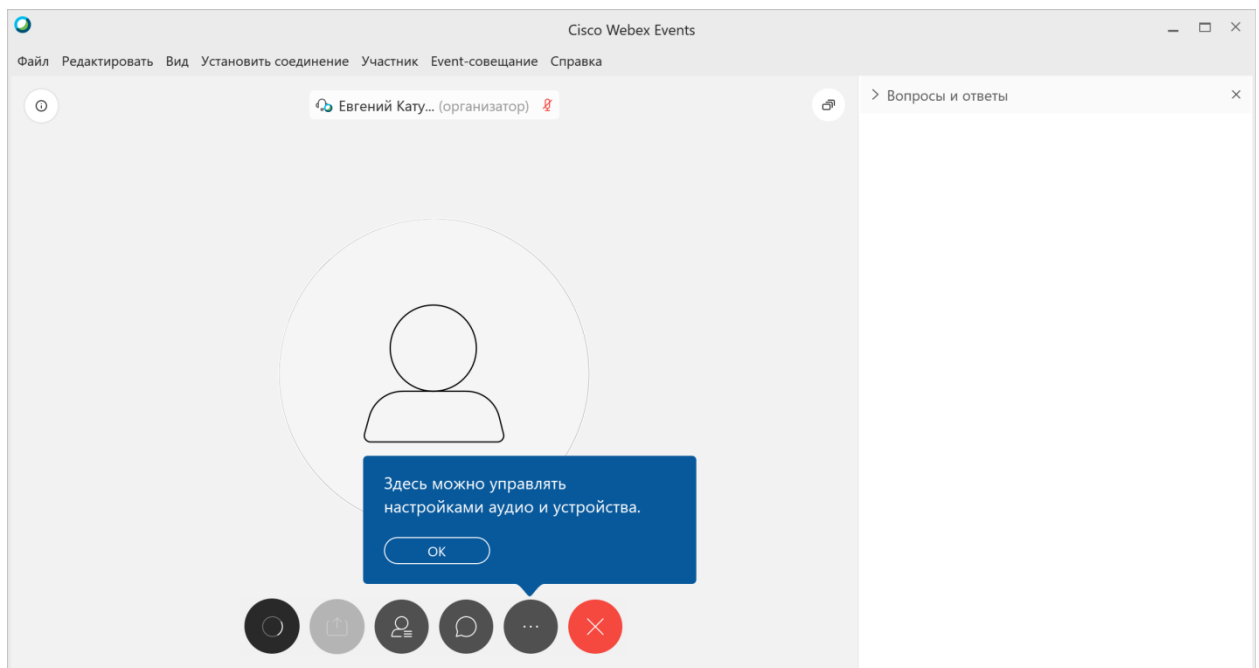 Cisco Webex Events
Файл Редактировать Вид Установить соединение Участник Event-совещание Справка
Евгений Кату... (организатор)
Вопросы и ответы
Здесь можно управлять
настройками аудио и устройства.
ОК